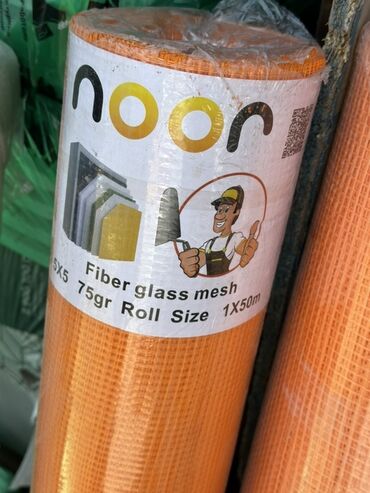 noor
Fiber glass mesh
5X5 75gr Roll Size 1X50m